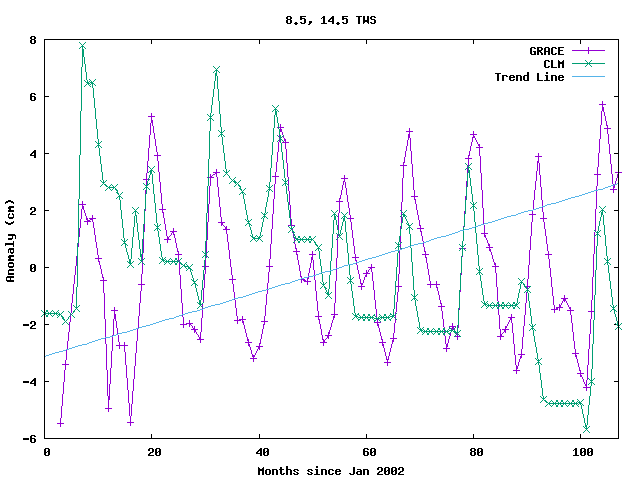 8.5, 14.5 TWS
GRACE
CLM
Trend Line
8
6
4
2
0
-2
-4
-6
Anomaly (cm)
0 20 40 60 80 100
Months since Jan 2002